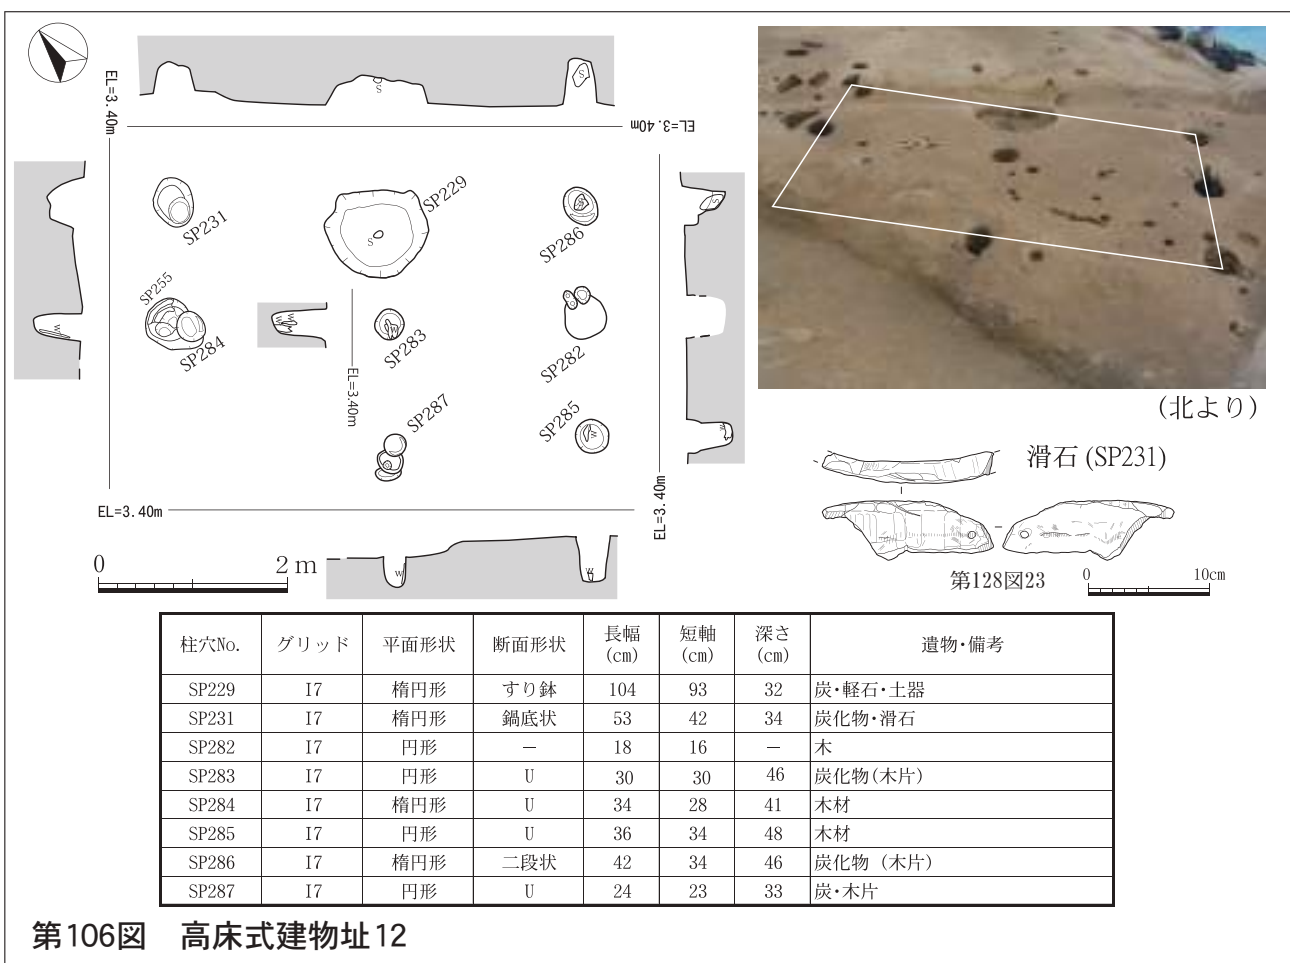 EL=3.40m
EL=3.40m
S
S
SP231
SP229
S
SP286
S
S
SP255
SP284
W
W
W
SP283
W
EL=3.40m
SP282
SP287
SP285
W
W
EL=3.40m
EL=3.40m
W
W
0 2m
(北より)
滑石(SP231)
第128図23
0 10cm
柱穴No. グリッド 平面形状 断面形状 長幅(cm) 短軸(cm) 深さ(cm) 遺物・備考
SP229 I7 楕円形 すり鉢 104 93 32 炭・軽石・土器
SP231 I7 楕円形 鍋底状 53 42 34 炭化物・滑石
SP282 I7 円形 － 18 16 － 木
SP283 I7 円形 U 30 30 46 炭化物(木片)
SP284 I7 楕円形 U 34 28 41 木材
SP285 I7 円形 U 36 34 48 木材
SP286 I7 楕円形 二段状 42 34 46 炭化物（木片）
SP287 I7 円形 U 24 23 33 炭・木片
第106図　高床式建物址12